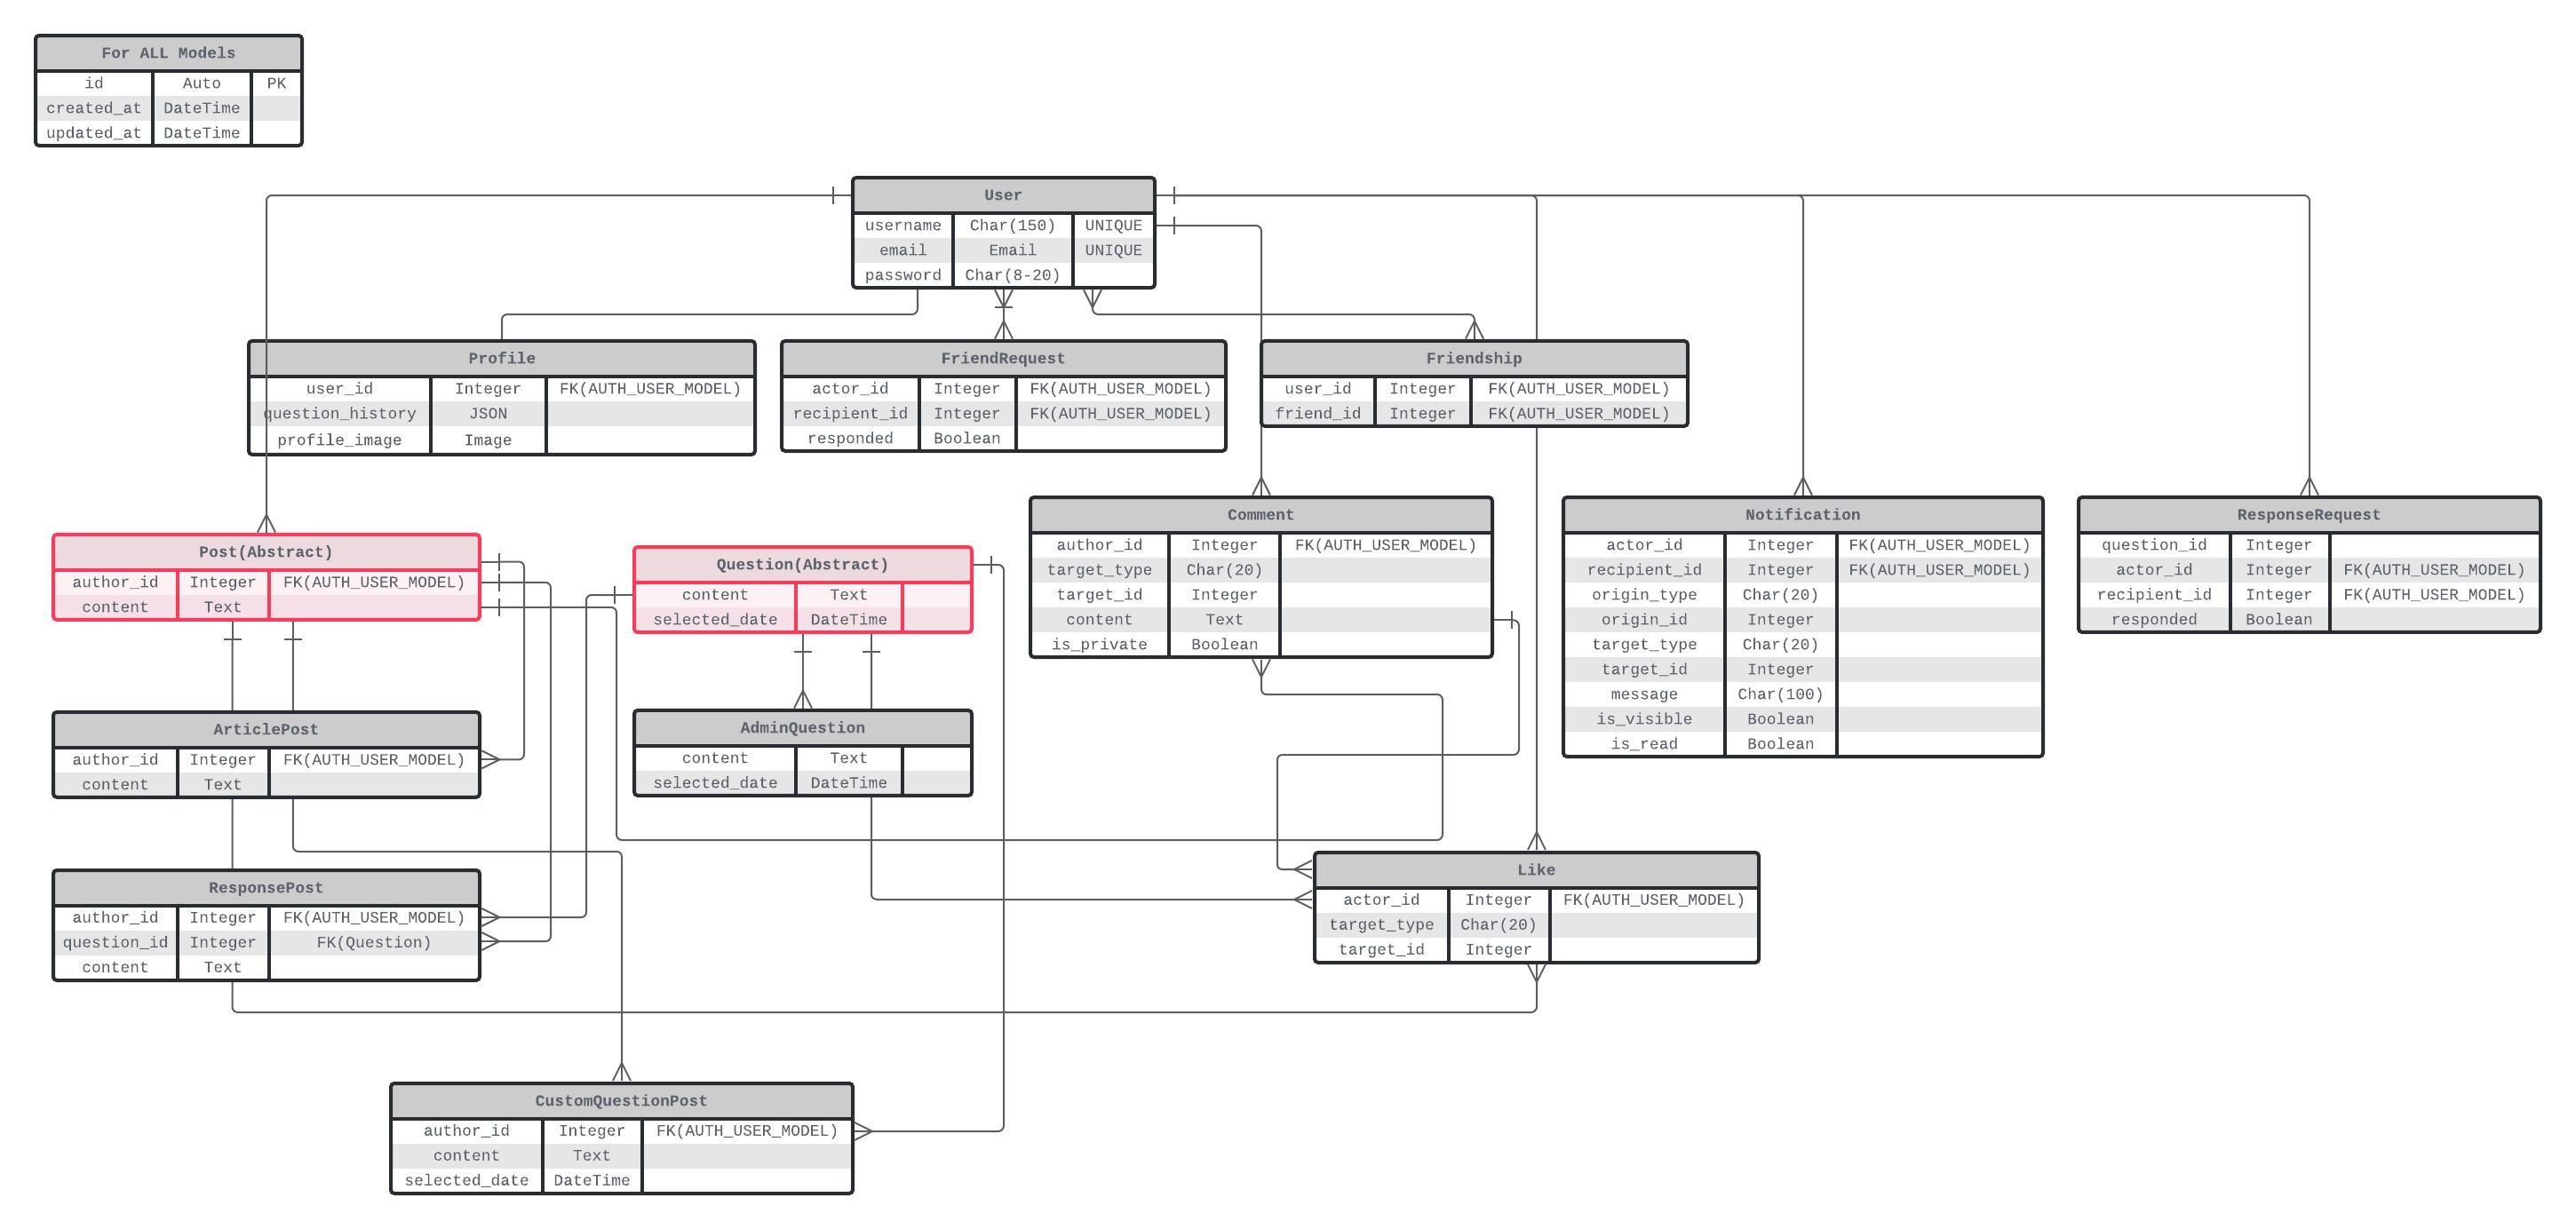 For ALL Models
id Auto PK
created_at DateTime
updated_at DateTime
User
username Char(150) UNIQUE
email Email UNIQUE
password Char(8-20)
Profile
user_id Integer FK(AUTH_USER_MODEL)
question_history JSON
profile_image Image
FriendRequest
actor_id Integer FK(AUTH_USER_MODEL)
recipient_id Integer FK(AUTH_USER_MODEL)
responded Boolean
Friendship
user_id Integer FK(AUTH_USER_MODEL)
friend_id Integer FK(AUTH_USER_MODEL)
Post(Abstract)
author_id Integer FK(AUTH_USER_MODEL)
content Text
Question(Abstract)
content Text
selected_date DateTime
Comment
author_id Integer FK(AUTH_USER_MODEL)
target_type Char(20)
target_id Integer
content Text
is_private Boolean
Notification
actor_id Integer FK(AUTH_USER_MODEL)
recipient_id Integer FK(AUTH_USER_MODEL)
origin_type Char(20)
origin_id Integer
target_type Char(20)
target_id Integer
message Char(100)
is_visible Boolean
is_read Boolean
ResponseRequest
question_id Integer
actor_id Integer FK(AUTH_USER_MODEL)
recipient_id Integer FK(AUTH_USER_MODEL)
responded Boolean
ArticlePost
author_id Integer FK(AUTH_USER_MODEL)
content Text
AdminQuestion
content Text
selected_date DateTime
ResponsePost
author_id Integer FK(AUTH_USER_MODEL)
question_id Integer FK(Question)
content Text
Like
actor_id Integer FK(AUTH_USER_MODEL)
target_type Char(20)
target_id Integer
CustomQuestionPost
author_id Integer FK(AUTH_USER_MODEL)
content Text
selected_date DateTime